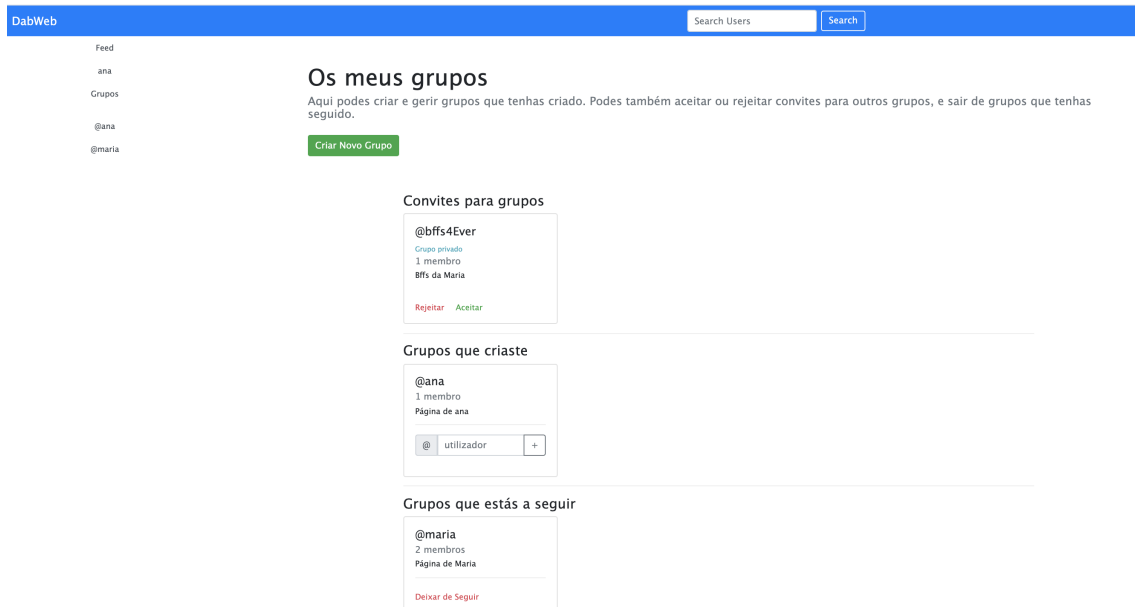 DabWeb
Search Users
Search
Feed
ana
Grupos
@ana
@maria
Os meus grupos
Aqui podes criar e gerir grupos que tenhas criado. Podes também aceitar ou rejeitar convites para outros grupos, e sair de grupos que tenhas
seguido.
Criar Novo Grupo
Convites para grupos
@bffs4Ever
Grupo privado
1 membro
Bffs da Maria
Rejeitar Aceitar
Grupos que criaste
@ana
1 membro
Página de ana
@ utilizador +
Grupos que estás a seguir
@maria
2 membros
Página de Maria
Deixar de Seguir